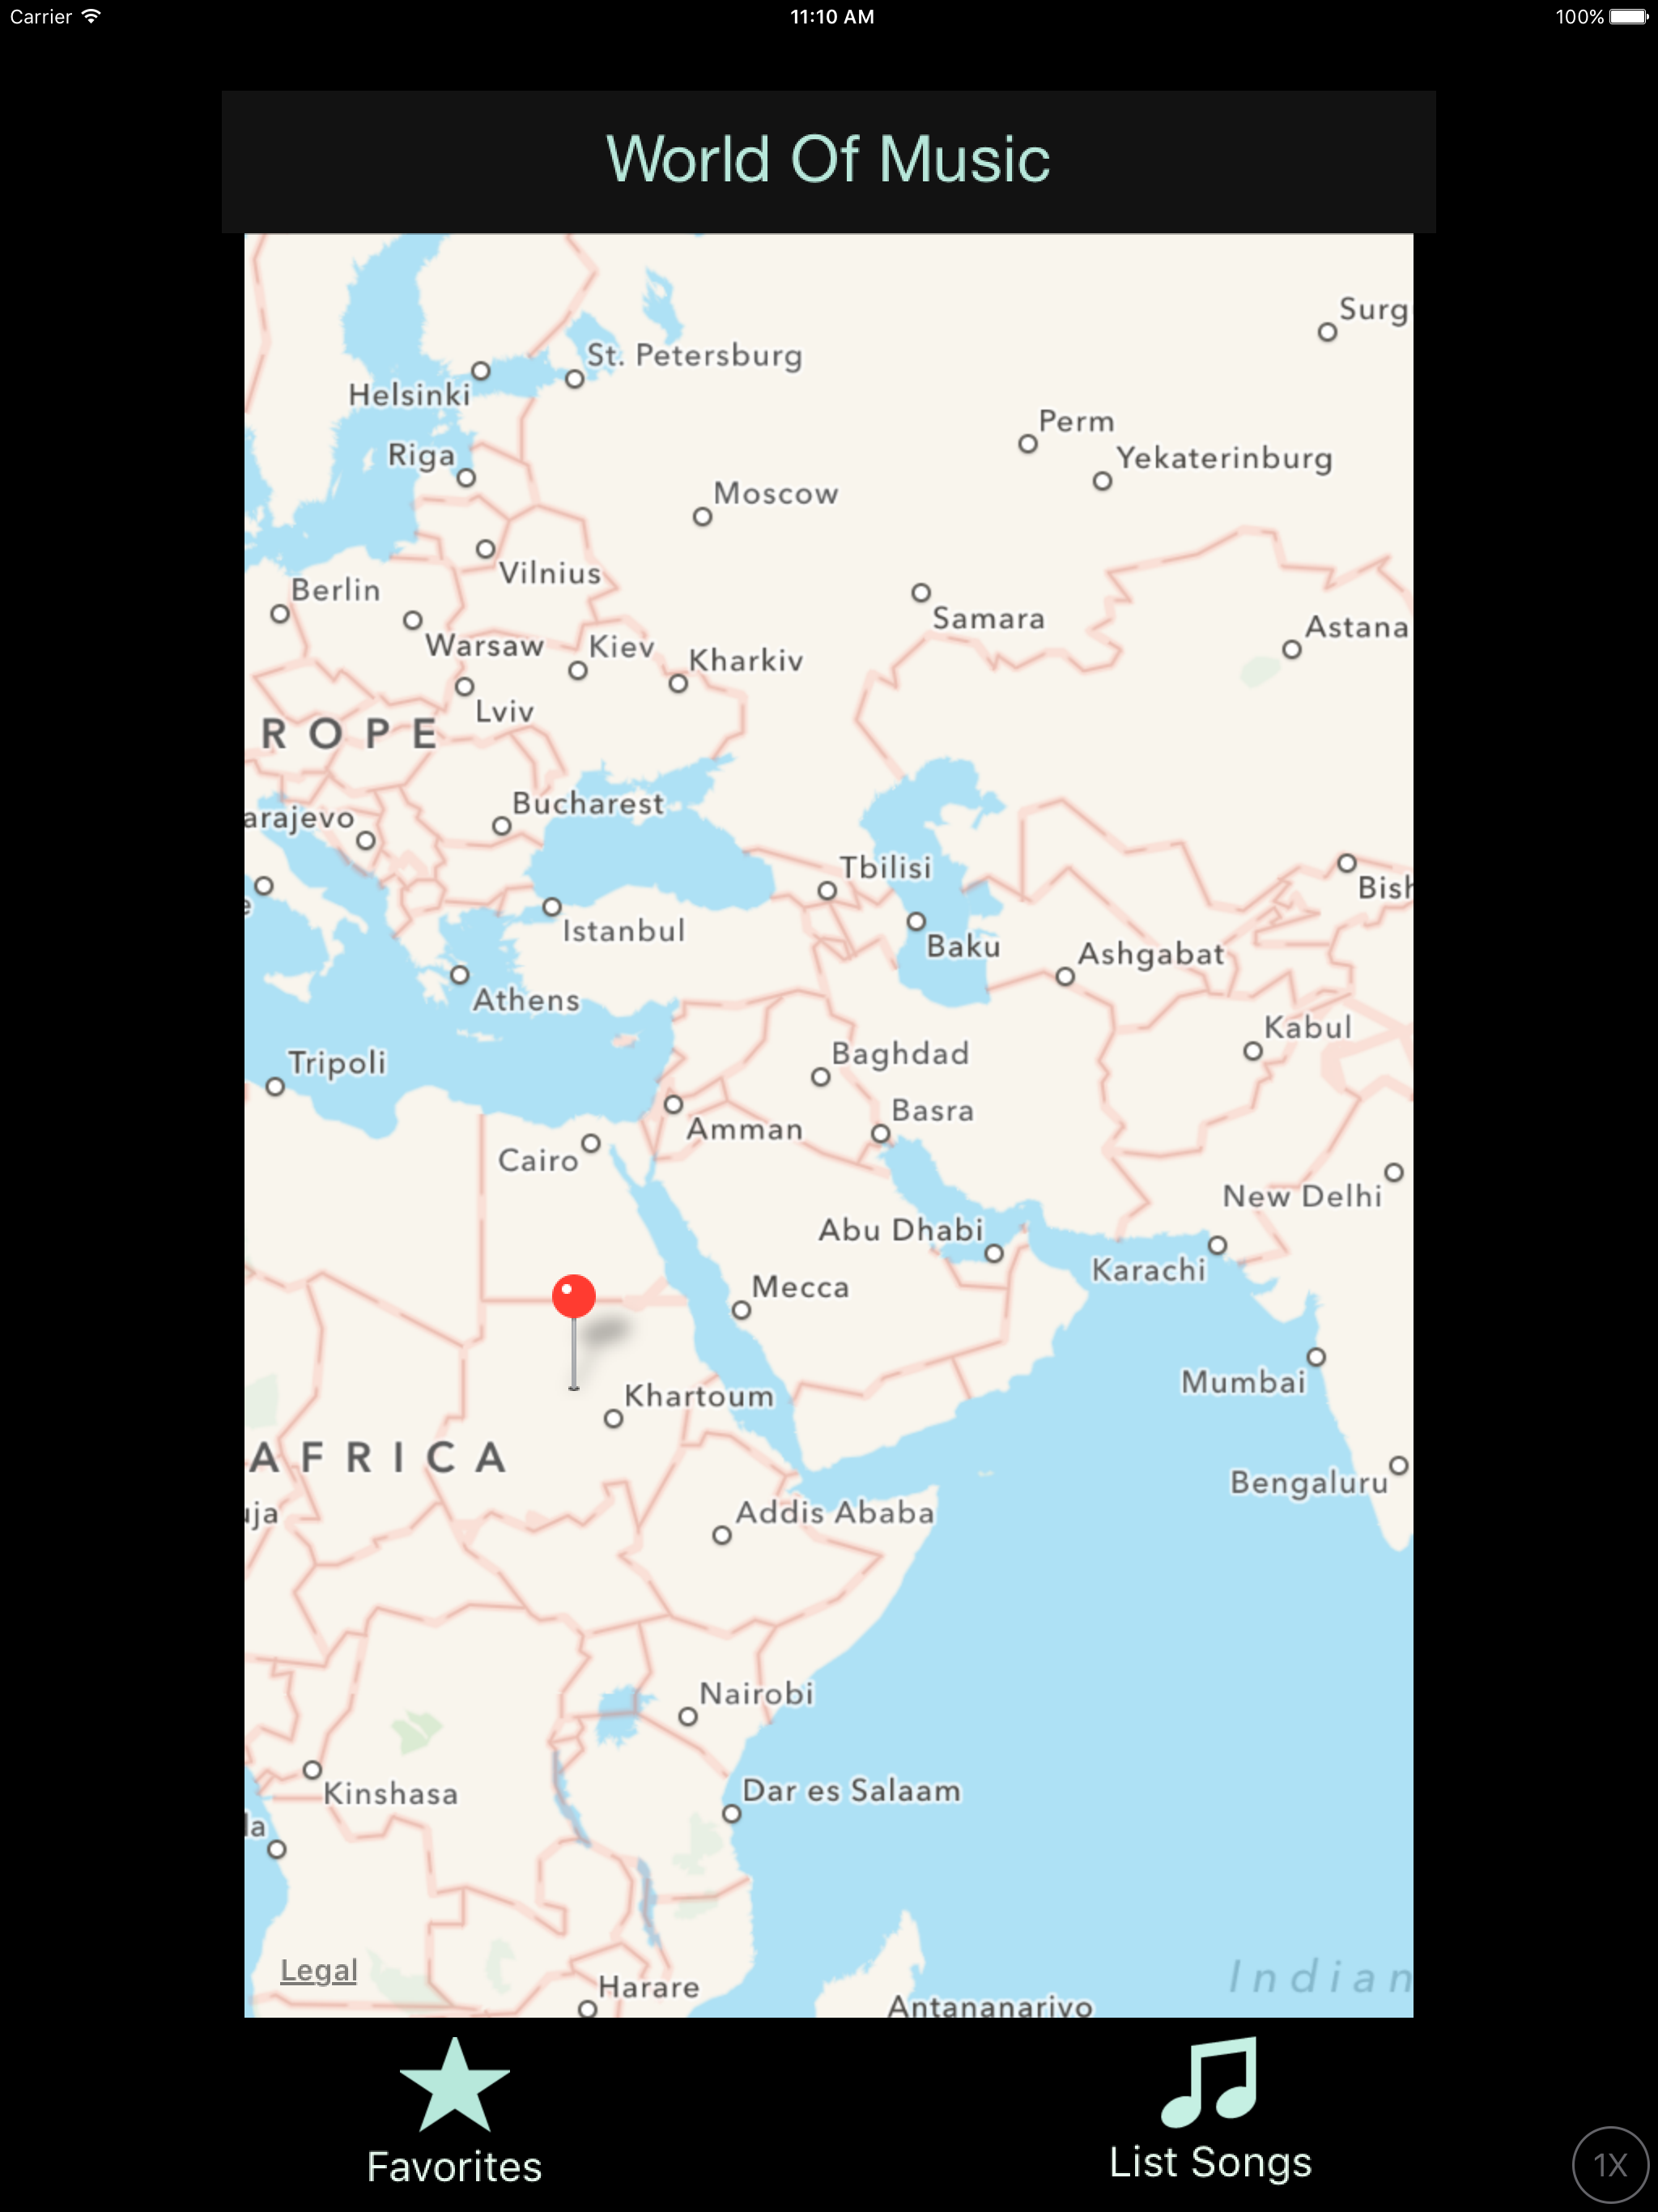 Carrier 11:10 AM 100%
World Of Music
Surg
St. Petersburg
Helsinki
Perm
Riga
Yekaterinburg
Moscow
Vilnius
Berlin
Samara
Astana
Warsaw
Kiev
Kharkiv
Lviv
ROPE
Bucharest
arajevo
Tbilisi
Bish
e
Istanbul
Baku
Ashgabat
Athens
Kabul
Baghdad
Tripoli
Basra
Amman
Cairo
New Delhi
Abu Dhabi
Karachi
Mecca
Mumbai
Khartoum
AFRICA
Bengaluru
uja
Addis Ababa
Nairobi
Kinshasa
Dar es Salaam
la
Legal
Indian
Harare
Antananarivo
Favorites
List Songs
1X